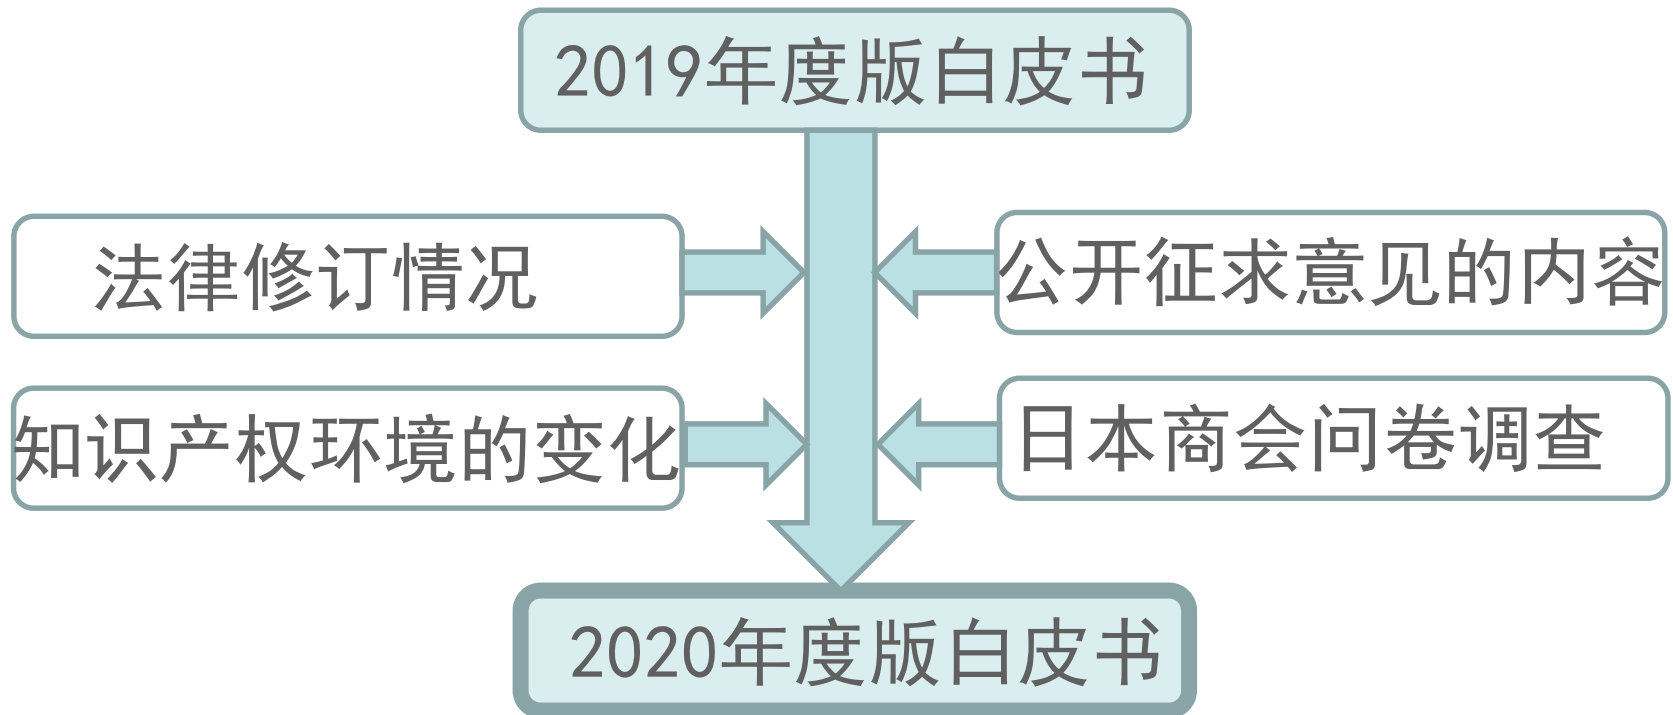 2019年度版白皮书
法律修订情况
公开征求意见的内容
知识产权环境的变化
日本商会问卷调查
2020年度版白皮书